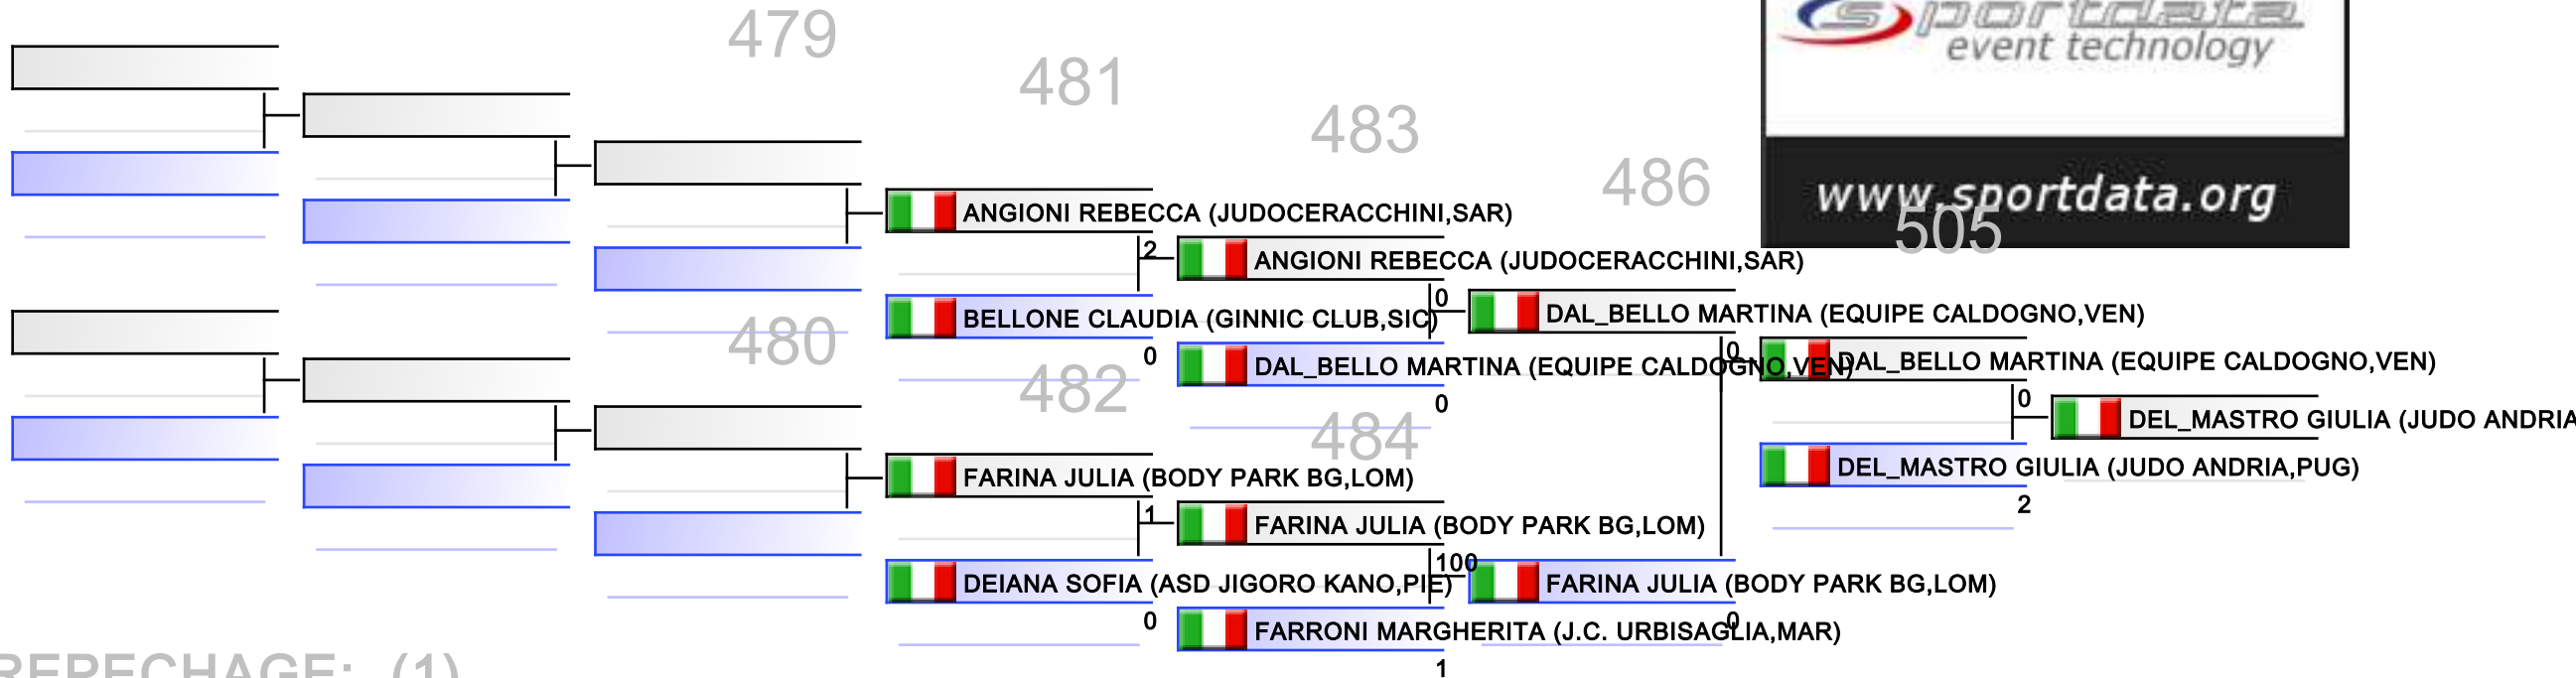 sportdata
event technology
www.sportdata.org
479
481
483
486
505
ANGIONI REBECCA (JUDOCERACCHINI,SAR)
2
ANGIONI REBECCA (JUDOCERACCHINI,SAR)
0
BELLONE CLAUDIA (GINNIC CLUB,SIC)
0
DAL_BELLO MARTINA (EQUIPE CALDOGNO,VEN)
0
DAL_BELLO MARTINA (EQUIPE CALDOGNO,VEN)
0
DAL_BELLO MARTINA (EQUIPE CALDOGNO,VEN)
0
DEL_MASTRO GIULIA (JUDO ANDRIA
DEL_MASTRO GIULIA (JUDO ANDRIA,PUG)
2
480
482
484
FARINA JULIA (BODY PARK BG,LOM)
1
FARINA JULIA (BODY PARK BG,LOM)
100
DEIANA SOFIA (ASD JIGORO KANO,PIE)
0
FARINA JULIA (BODY PARK BG,LOM)
0
FARRONI MARGHERITA (J.C. URBISAGLIA,MAR)
1
REPECHAGE: (1)